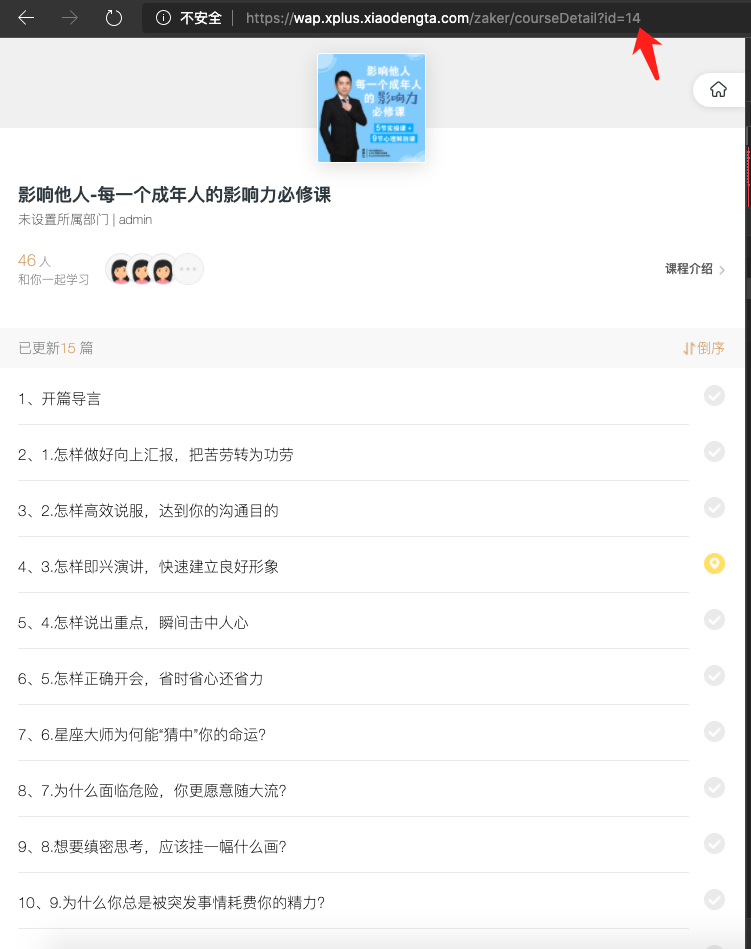 不安全 https://wap.xplus.xiaodengta.com/zaker/courseDetail?id=14
影响他人
每一个成年人
的影响力
必修课
5节实操课+
9节心理解剖课
影响他人-每一个成年人的影响力必修课
未设置所属部门 | admin
46 人
和你一起学习
课程介绍
已更新15 篇
倒序
1、开篇导言
2、1.怎样做好向上汇报，把苦劳转为功劳
3、2.怎样高效说服，达到你的沟通目的
4、3.怎样即兴演讲，快速建立良好形象
5、4.怎样说出重点，瞬间击中人心
6、5.怎样正确开会，省时省心还省力
7、6.星座大师为何能“猜中”你的命运?
8、7.为什么面临危险，你更愿意随大流?
9、8.想要缜密思考，应该挂一幅什么画?
10、9.为什么你总是被突发事情耗费你的精力?